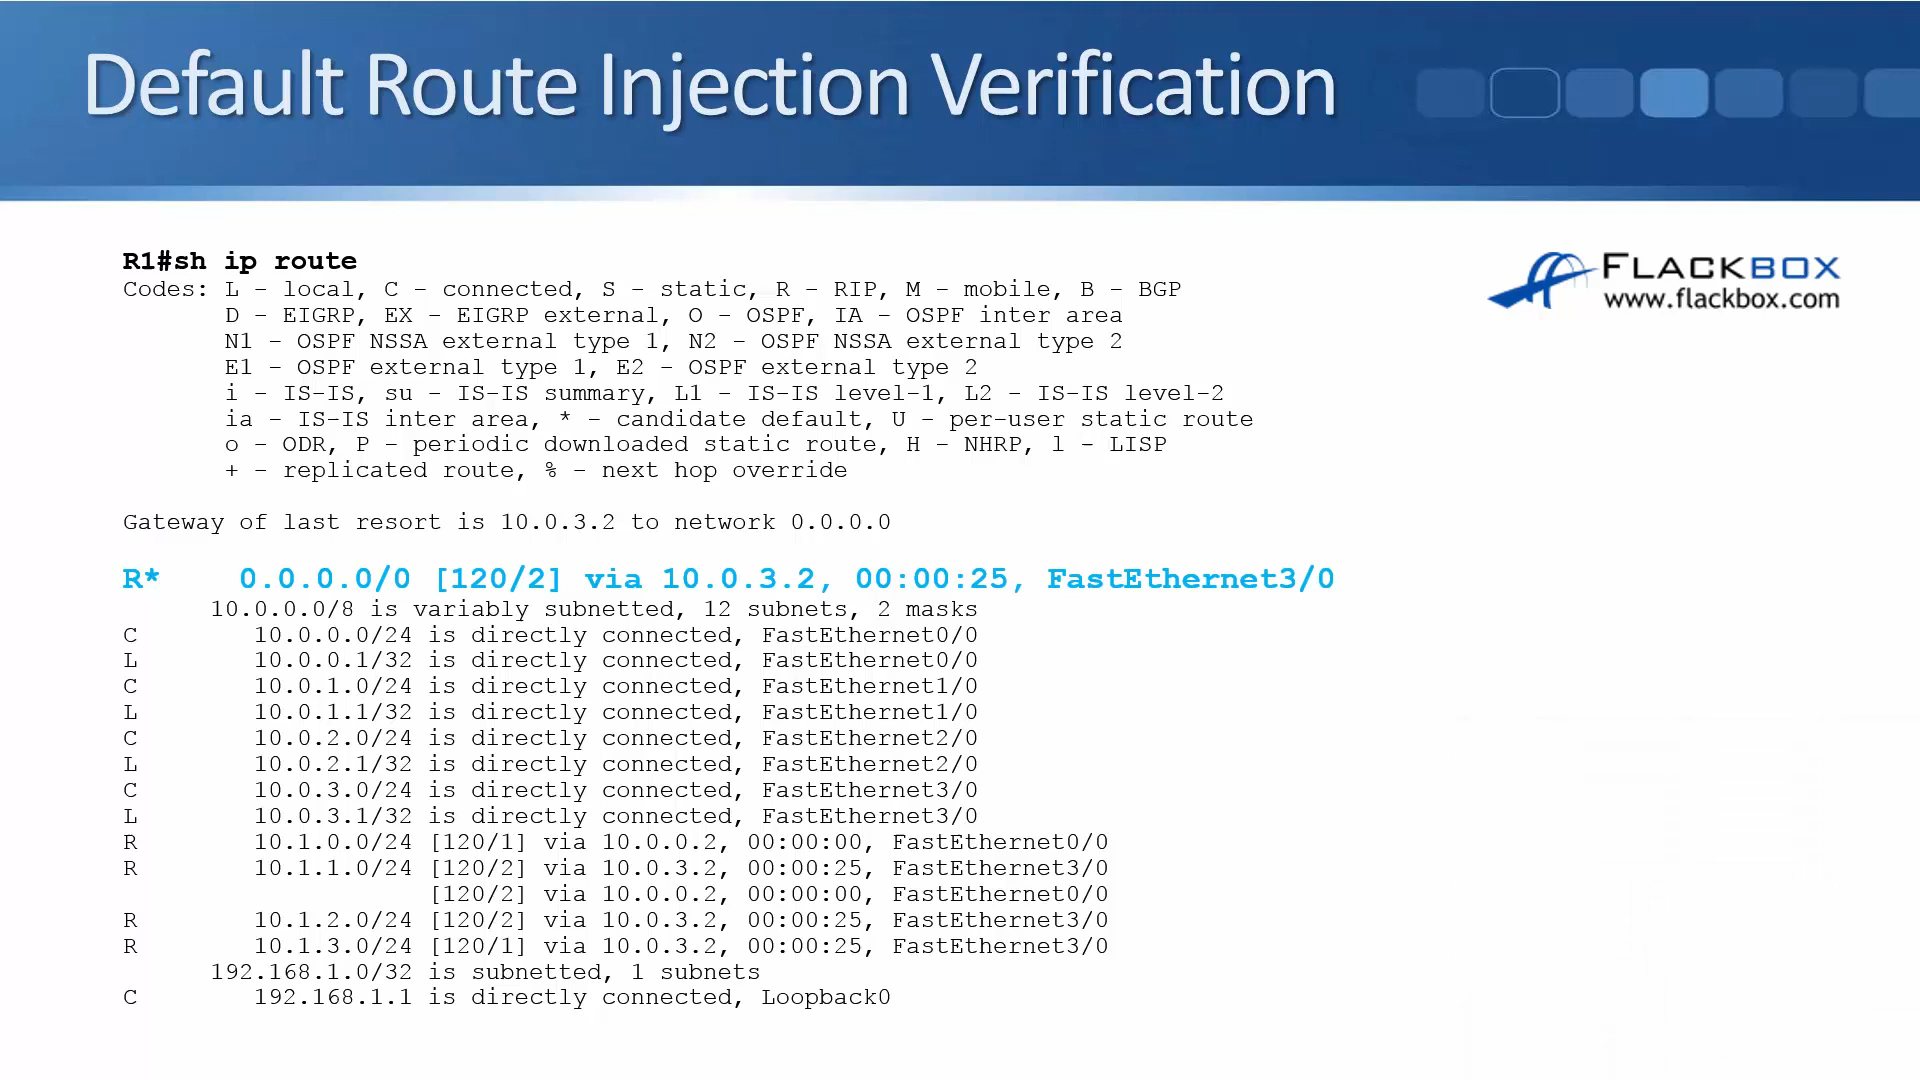 Default Route Injection Verification
FLACKBOX
www.flackbox.com
R1#sh ip route
Codes: L - local, C - connected, S - static, R - RIP, M - mobile, B - BGP
D - EIGRP, EX - EIGRP external, O - OSPF, IA - OSPF inter area
N1 - OSPF NSSA external type 1, N2 - OSPF NSSA external type 2
E1 - OSPF external type 1, E2 - OSPF external type 2
i - IS-IS, su - IS-IS summary, L1 - IS-IS level-1, L2 - IS-IS level-2
ia - IS-IS inter area, * - candidate default, U - per-user static route
o - ODR, P - periodic downloaded static route, H - NHRP, l - LISP
+ - replicated route, % - next hop override
Gateway of last resort is 10.0.3.2 to network 0.0.0.0
R* 0.0.0.0/0 [120/2] via 10.0.3.2, 00:00:25, FastEthernet3/0
10.0.0.0/8 is variably subnetted, 12 subnets, 2 masks
C 10.0.0.0/24 is directly connected, FastEthernet0/0
L 10.0.0.1/32 is directly connected, FastEthernet0/0
C 10.0.1.0/24 is directly connected, FastEthernet1/0
L 10.0.1.1/32 is directly connected, FastEthernet1/0
C 10.0.2.0/24 is directly connected, FastEthernet2/0
L 10.0.2.1/32 is directly connected, FastEthernet2/0
C 10.0.3.0/24 is directly connected, FastEthernet3/0
L 10.0.3.1/32 is directly connected, FastEthernet3/0
R 10.1.0.0/24 [120/1] via 10.0.0.2, 00:00:00, FastEthernet0/0
R 10.1.1.0/24 [120/2] via 10.0.3.2, 00:00:25, FastEthernet3/0
[120/2] via 10.0.0.2, 00:00:00, FastEthernet0/0
R 10.1.2.0/24 [120/2] via 10.0.3.2, 00:00:25, FastEthernet3/0
R 10.1.3.0/24 [120/1] via 10.0.3.2, 00:00:25, FastEthernet3/0
192.168.1.0/32 is subnetted, 1 subnets
C 192.168.1.1 is directly connected, Loopback0